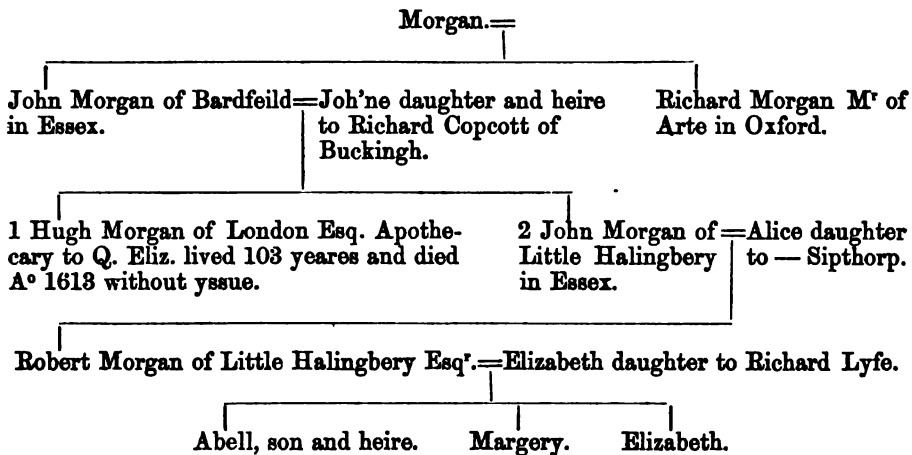 Morgan.=
John Morgan of Bardfeild=Joh'ne daughter and heire
in Essex.
to Richard Copcott of
Buckingh.
Richard Morgan Mʳ of
Arte in Oxford.
1 Hugh Morgan of London Esq. Apothe-
cary to Q. Eliz. lived 103 yeares and died
Aᵒ 1613 without yssue.
2 John Morgan of=Alice daughter
Little Halingbery
in Essex.
to — Sipthorp.
Robert Morgan of Little Halingbery Esqʳ.=Elizabeth daughter to Richard Lyfe.
Abell, son and heire.
Margery.
Elizabeth.